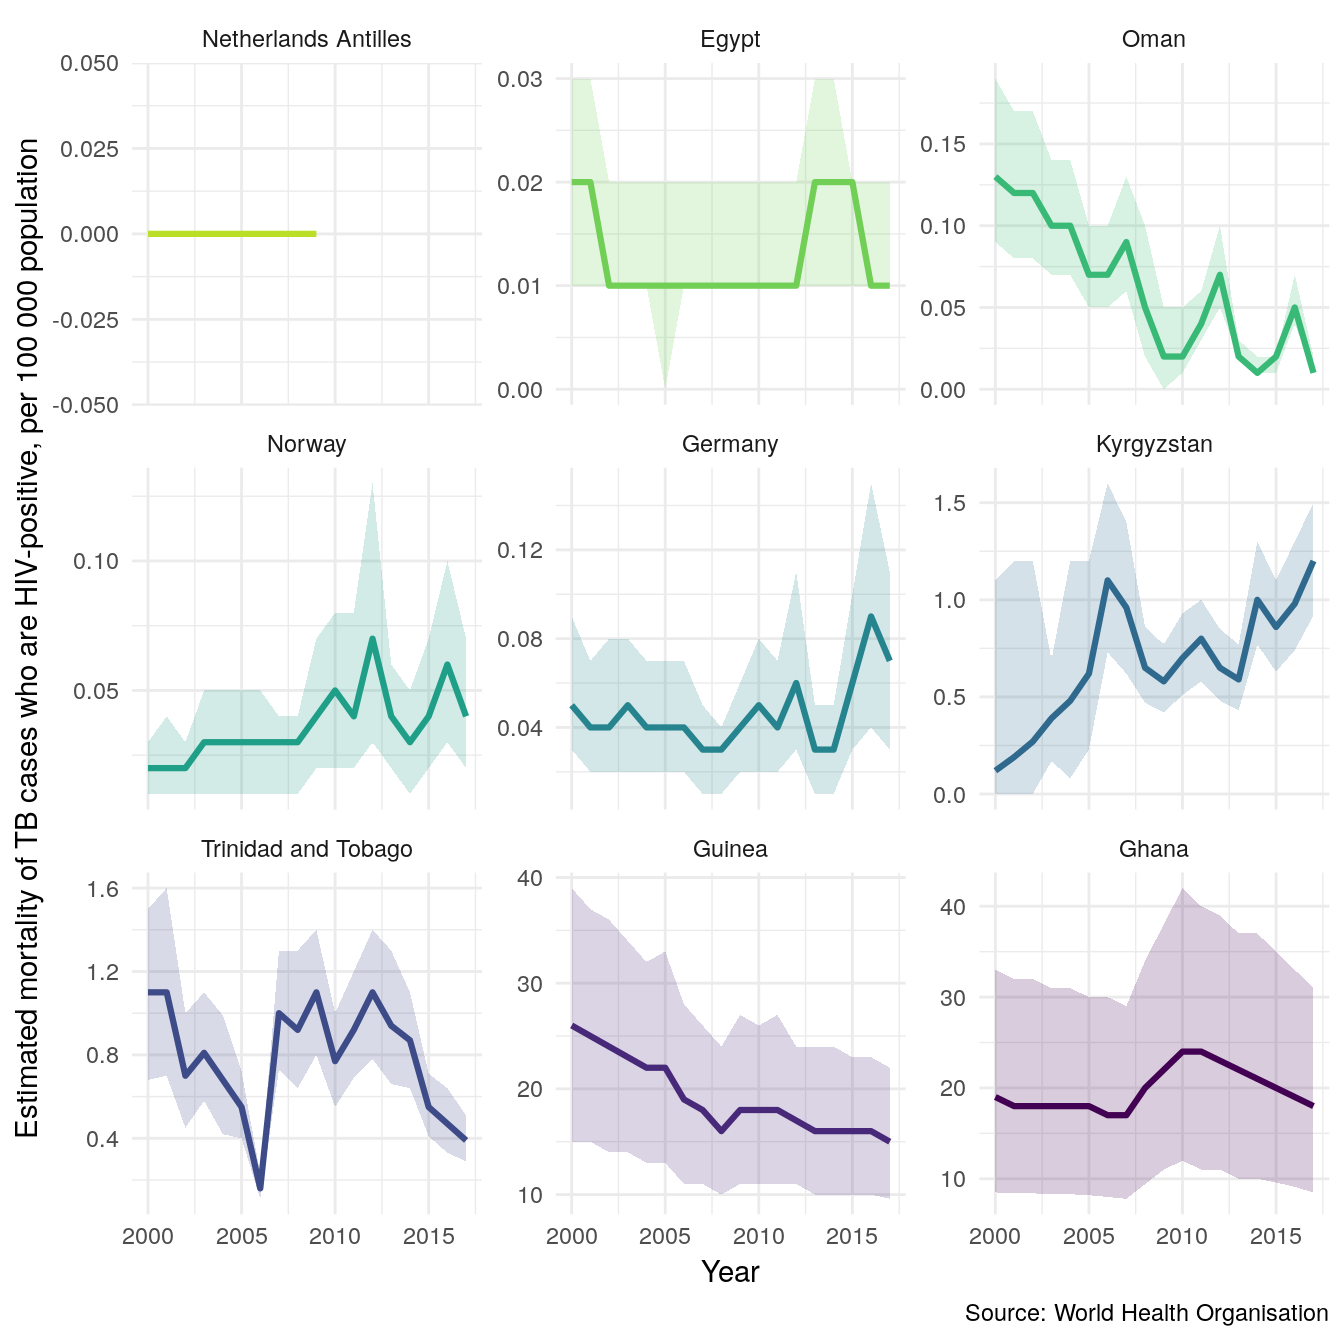 Netherlands Antilles
Egypt
Oman
0.050
0.025
0.000
-0.025
-0.050
0.03
0.02
0.01
0.00
0.15
0.10
0.05
0.00
Norway
Germany
Kyrgyzstan
0.10
0.05
0.12
0.08
0.04
1.5
1.0
0.5
0.0
Trinidad and Tobago
Guinea
Ghana
1.6
1.2
0.8
0.4
40
30
20
10
40
30
20
10
2000 2005 2010 2015
2000 2005 2010 2015
2000 2005 2010 2015
Estimated mortality of TB cases who are HIV-positive, per 100 000 population
Year
Source: World Health Organisation